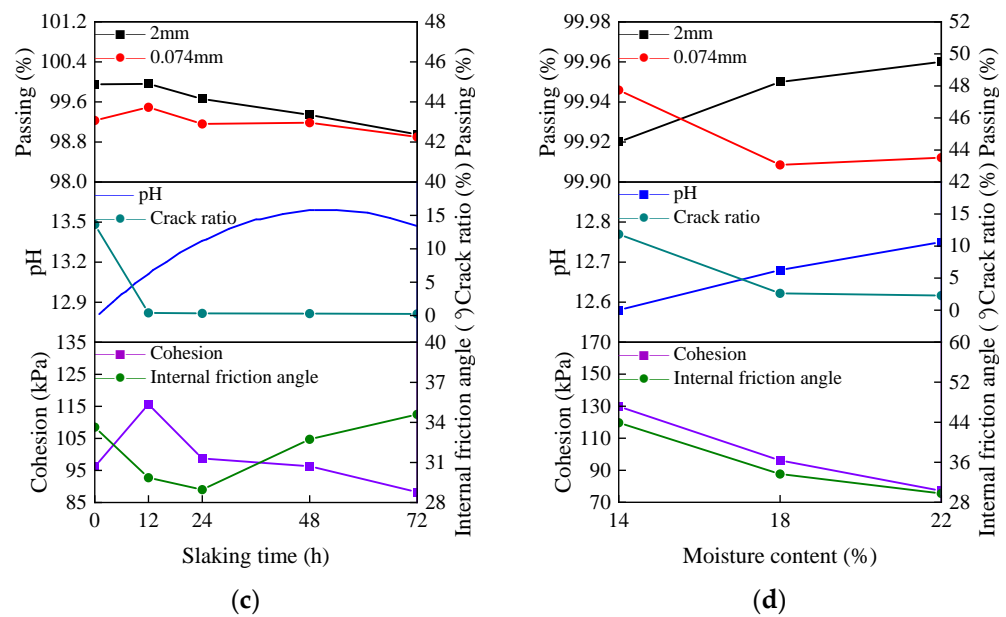 101.2
100.4
99.6
98.8
98.0
Passing (%)
2mm
0.074mm
48
45
44
43
42
40
Passing (%)
pH
Crack ratio
13.5
13.2
12.9
pH
15
10
5
0
Crack ratio (%)
135
125
115
105
95
85
Cohesion (kPa)
Cohesion
Internal friction angle
40
37
34
31
28
Internal friction angle (°)
0 12 24 48 72
Slaking time (h)
(c)
99.98
99.96
99.94
99.92
99.90
Passing (%)
2mm
0.074mm
52
50
48
46
44
42
Passing (%)
pH
Crack ratio
12.8
12.7
12.6
pH
15
10
5
0
Crack ratio (%)
170
150
130
110
90
70
Cohesion (kPa)
Cohesion
Internal friction angle
60
52
44
36
28
Internal friction angle (°)
14 18 22
Moisture content (%)
(d)